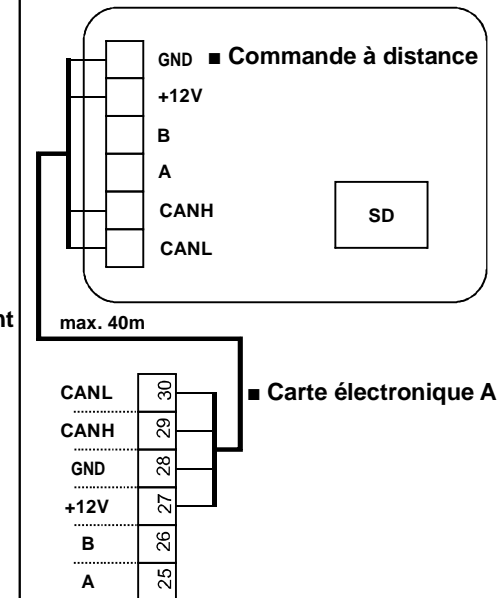 GND ■ Commande à distance
+12V
B
A
CANH
CANL
SD
nt
max. 40m
■ Carte électronique A
CANL 30
CANH 29
GND 28
+12V 27
B 26
A 25